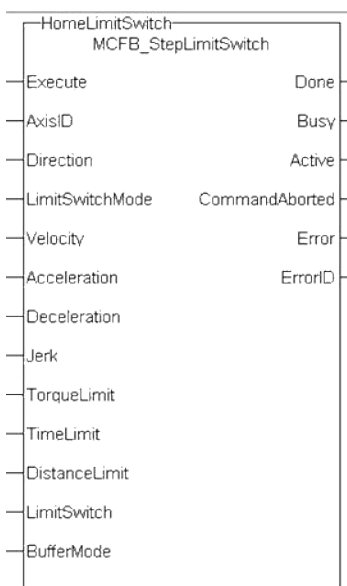 HomeLimitSwitch
MCFB_StepLimitSwitch
Execute Done
AxisID Busy
Direction Active
LimitSwitchMode CommandAborted
Velocity Error
Acceleration ErrorID
Deceleration
Jerk
TorqueLimit
TimeLimit
DistanceLimit
LimitSwitch
BufferMode